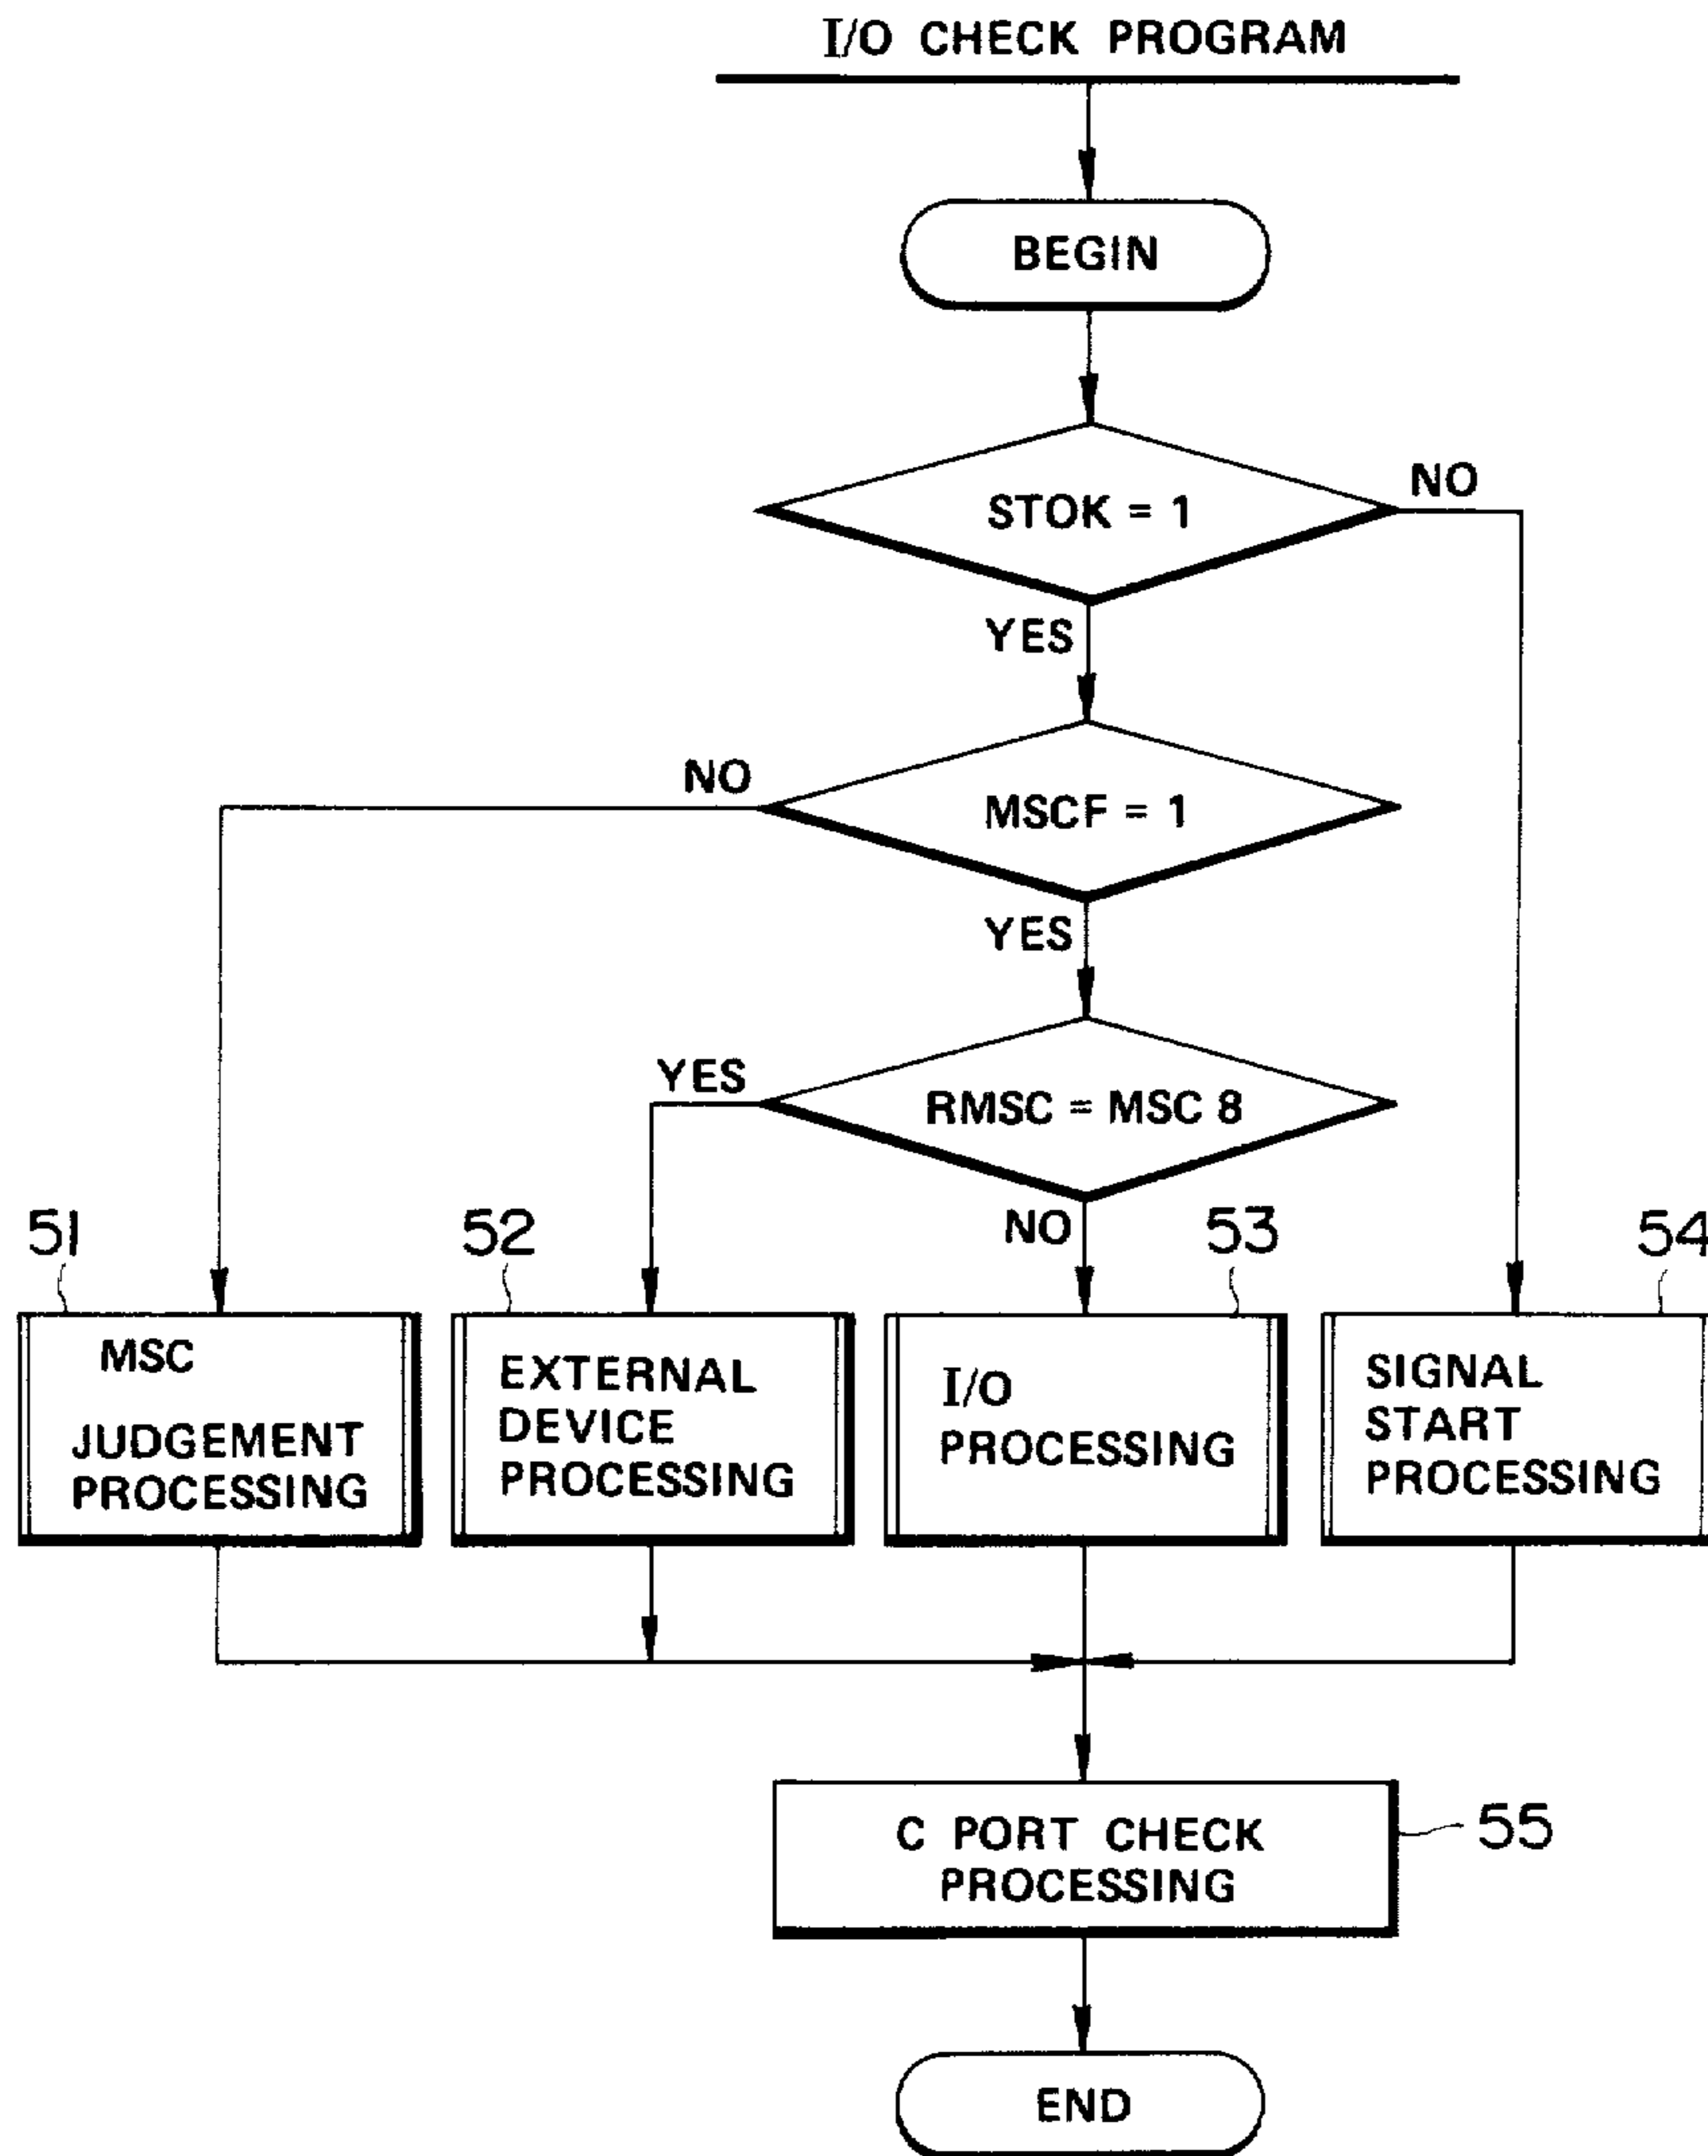 I/O CHECK PROGRAM
BEGIN
STOK = 1
NO
YES
MSCF = 1
NO
YES
RMSC = MSC 8
YES
NO
51
52
53
54
MSC
JUDGEMENT
PROCESSING
EXTERNAL
DEVICE
PROCESSING
I/O
PROCESSING
SIGNAL
START
PROCESSING
C PORT CHECK
PROCESSING
55
END